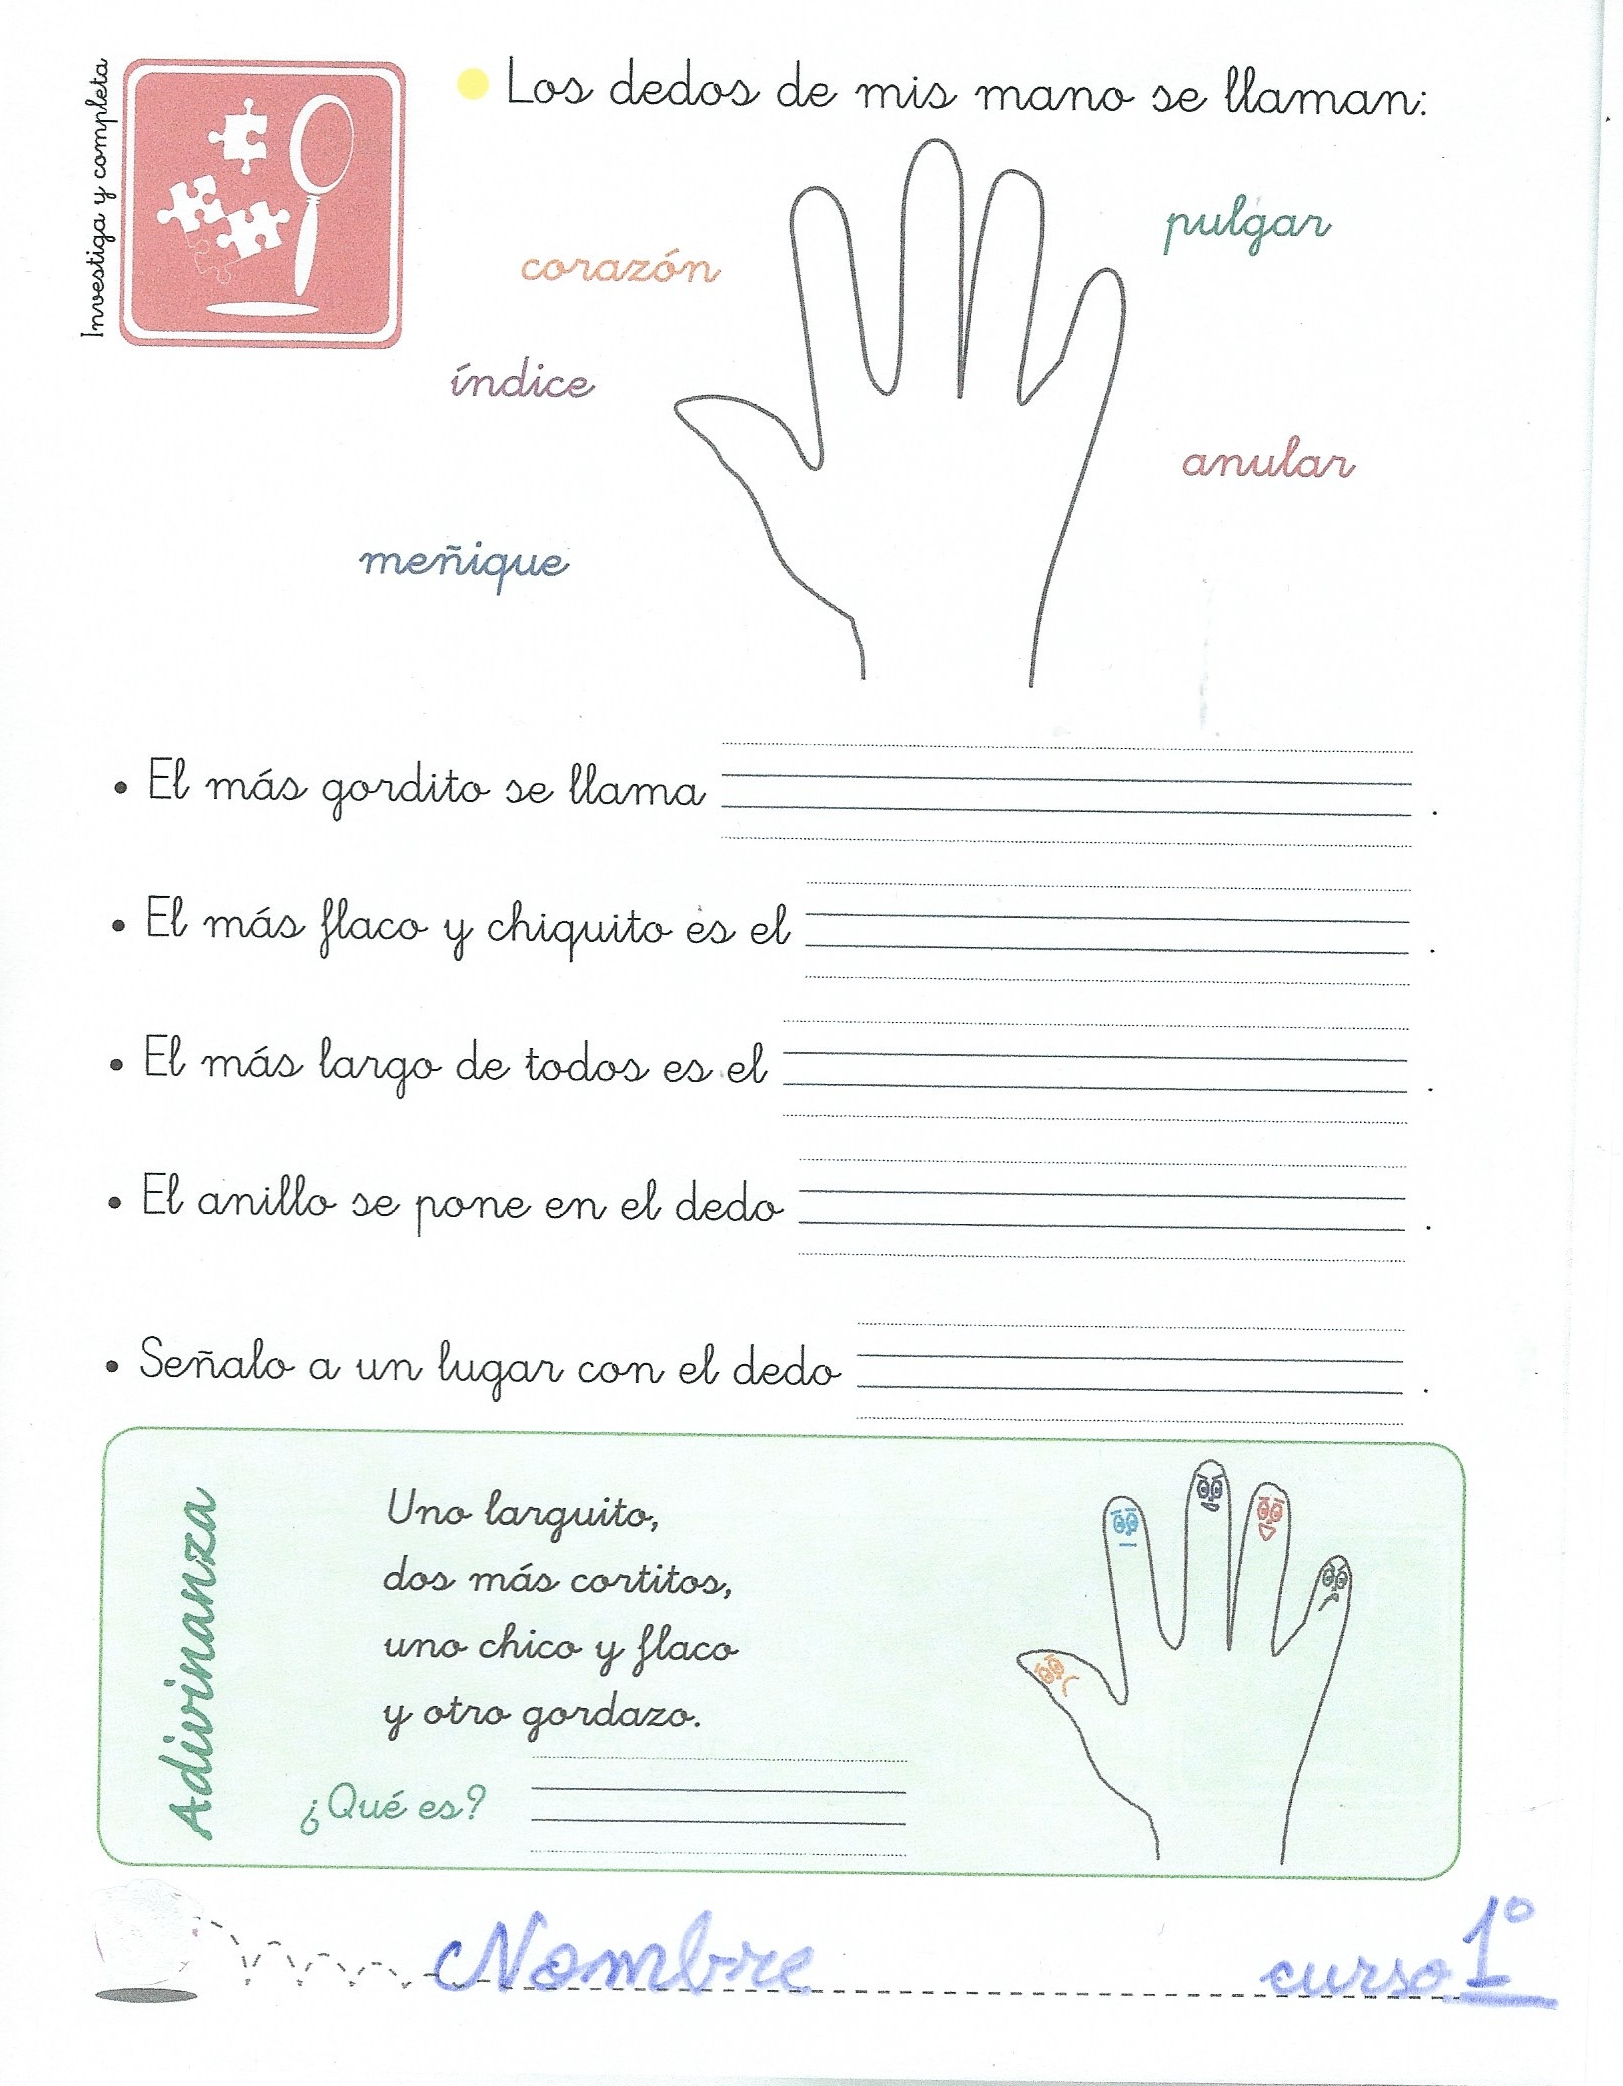 Investiga y completa
Los dedos de mis mano se llaman:
pulgar
corazón
índice
anular
meñique
• El más gordito se llama .
• El más flaco y chiquito es el .
• El más largo de todos es el .
• El anillo se pone en el dedo .
• Señalo a un lugar con el dedo .
Adivinanza
Uno larguito,
dos más cortitos,
uno chico y flaco
y otro gordazo.
¿Qué es?
Nombre curso 1º